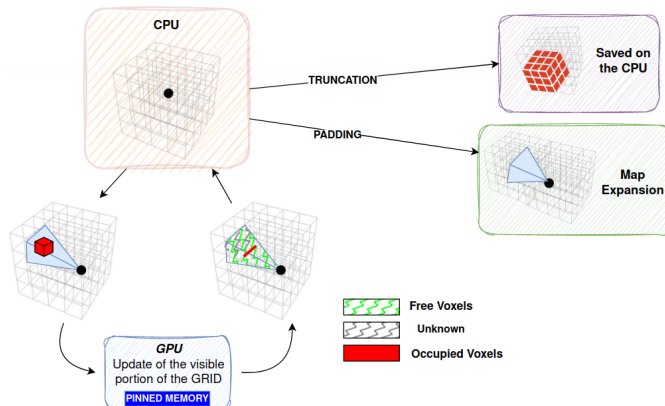 CPU
TRUNCATION
Saved on
the CPU
PADDING
Map
Expansion
GPU
Update of the visible
portion of the GRID
PINNED MEMORY
Free Voxels
Unknown
Occupied Voxels